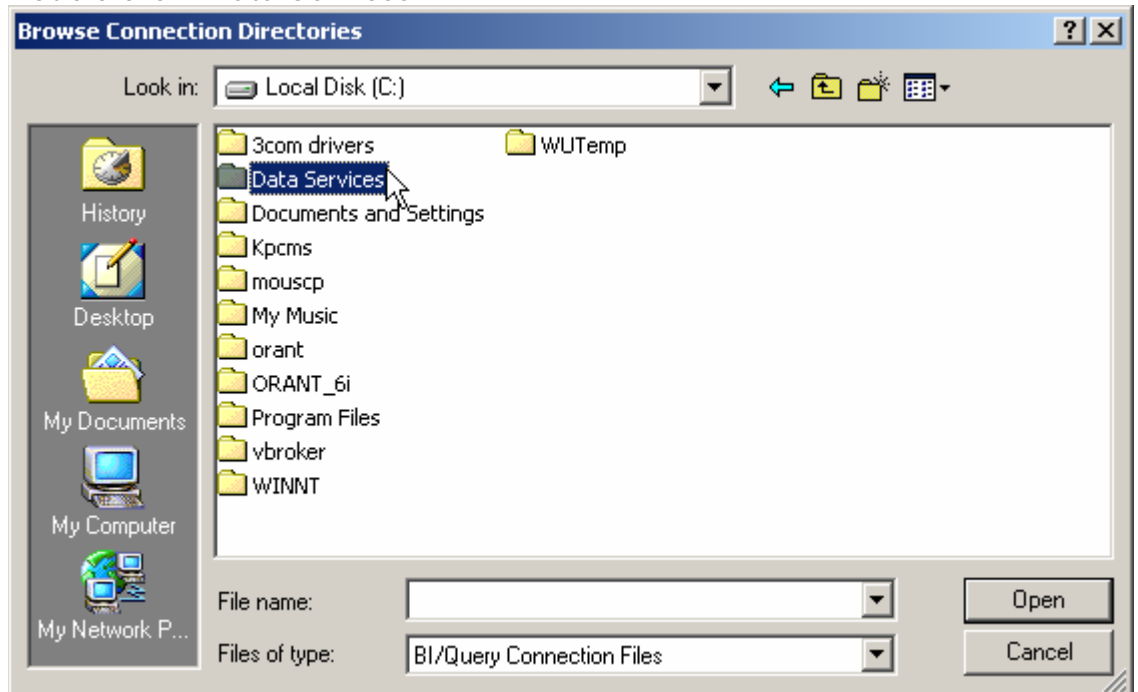 Browse Connection Directories
Look in: Local Disk (C:)
3com drivers
Data Services
Documents and Settings
Kpcms
mouscp
My Music
orant
ORANT_6i
Program Files
vbroker
WINNT
WUTemp
History
Desktop
My Documents
My Computer
My Network P...
File name:
Open
Files of type: BI/Query Connection Files
Cancel